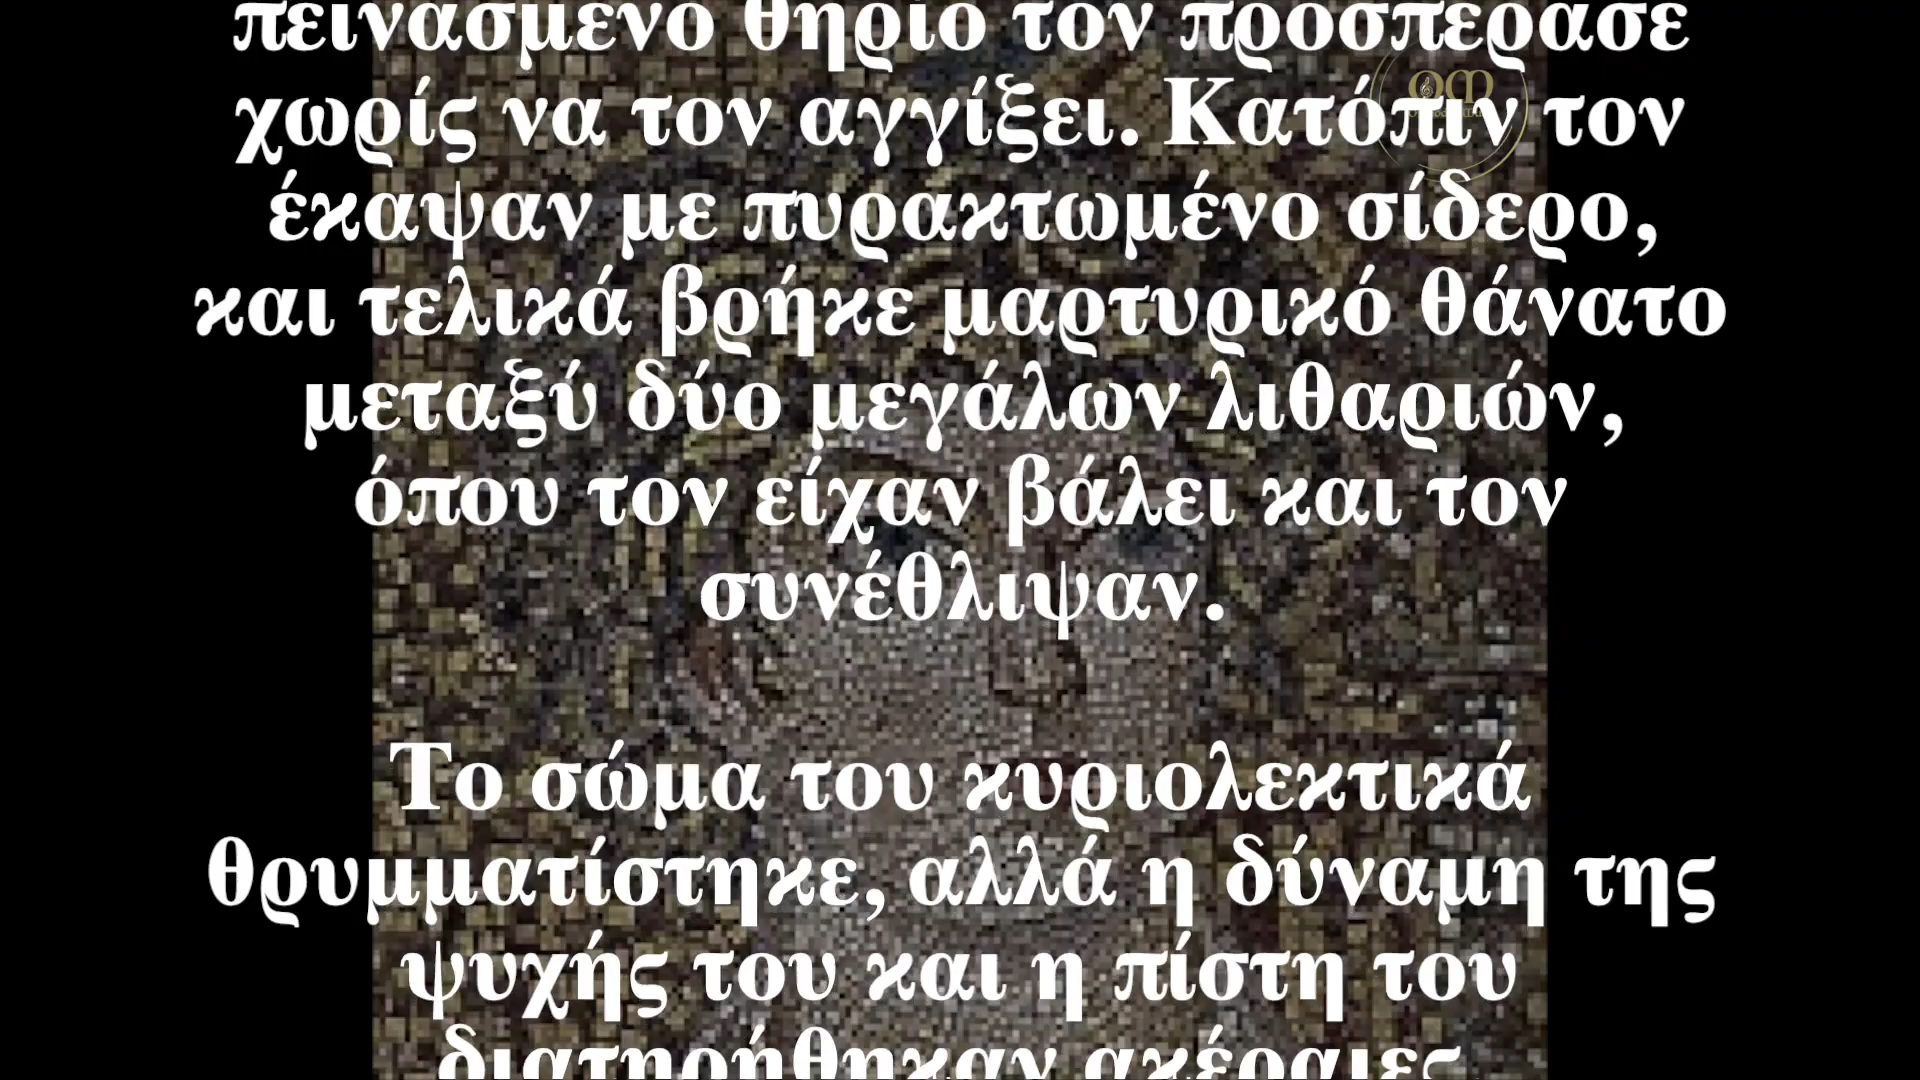 πεινασμένο θηρίο τον προσπέρασε
χωρίς να τον αγγίξει. Κατόπιν τον
έκαψαν με πυρακτωμένο σίδερο,
και τελικά βρήκε μαρτυρικό θάνατο
μεταξύ δύο μεγάλων λιθαριών,
όπου τον είχαν βάλει και τον
συνέθλιψαν.
Το σώμα του κυριολεκτικά
θρυμματίστηκε, αλλά η δύναμη της
ψυχής του και η πίστη του
διατηρήθηκαν ακέραιες